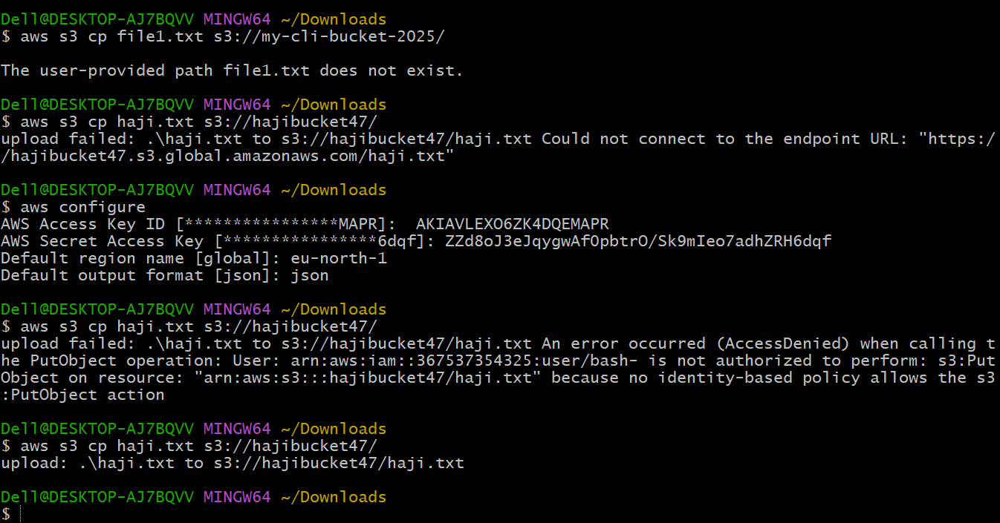 Dell@DESKTOP-AJ7BQVV MINGW64 ~/Downloads
$ aws s3 cp file1.txt s3://my-cli-bucket-2025/
The user-provided path file1.txt does not exist.
Dell@DESKTOP-AJ7BQVV MINGW64 ~/Downloads
$ aws s3 cp haji.txt s3://hajibucket47/
upload failed: .\haji.txt to s3://hajibucket47/haji.txt Could not connect to the endpoint URL: "https:/
/hajibucket47.s3.global.amazonaws.com/haji.txt"
Dell@DESKTOP-AJ7BQVV MINGW64 ~/Downloads
$ aws configure
AWS Access Key ID [****************MAPR]:  AKIAVLEXO6ZK4DQEMAPR
AWS Secret Access Key [****************6dqf]: 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
Default region name [global]: eu-north-1
Default output format [json]: json
Dell@DESKTOP-AJ7BQVV MINGW64 ~/Downloads
$ aws s3 cp haji.txt s3://hajibucket47/
upload failed: .\haji.txt to s3://hajibucket47/haji.txt An error occurred (AccessDenied) when calling t
he PutObject operation: User: arn:aws:iam::367537354325:user/bash- is not authorized to perform: s3:Put
Object on resource: "arn:aws:s3:::hajibucket47/haji.txt" because no identity-based policy allows the s3
:PutObject action
Dell@DESKTOP-AJ7BQVV MINGW64 ~/Downloads
$ aws s3 cp haji.txt s3://hajibucket47/
upload: .\haji.txt to s3://hajibucket47/haji.txt
Dell@DESKTOP-AJ7BQVV MINGW64 ~/Downloads
$